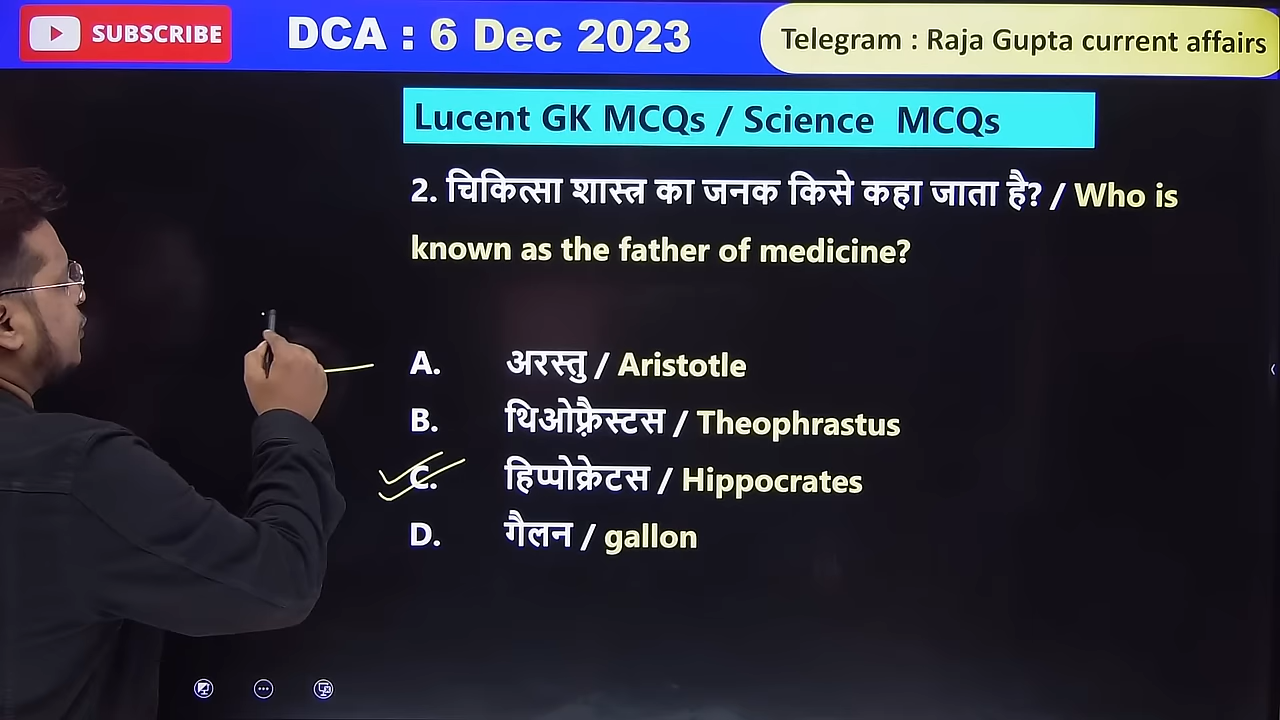 SUBSCRIBE
DCA : 6 Dec 2023
Telegram : Raja Gupta current affairs
Lucent GK MCQs / Science MCQs
2. चिकित्सा शास्त्र का जनक किसे कहा जाता है? / Who is
known as the father of medicine?
A. अरस्तु / Aristotle
B. थिओफ़्रैस्टस / Theophrastus
C. हिप्पोक्रेटस / Hippocrates
D. गैलन / gallon